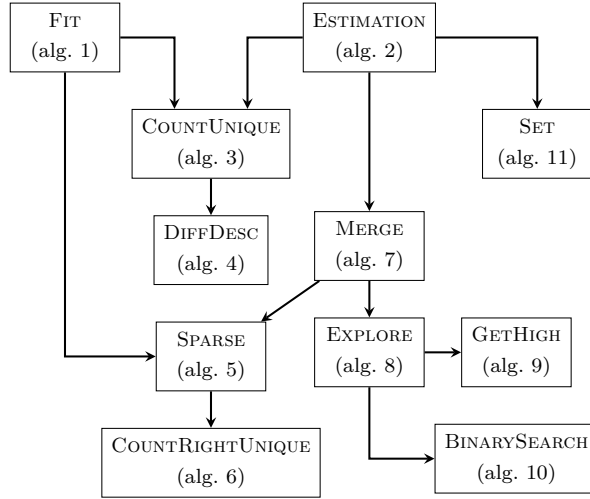 FIT
(alg. 1)
ESTIMATION
(alg. 2)
COUNTUNIQUE
(alg. 3)
SET
(alg. 11)
DIFFDESC
(alg. 4)
MERGE
(alg. 7)
SPARSE
(alg. 5)
EXPLORE
(alg. 8)
GETHIGH
(alg. 9)
COUNTRIGHTUNIQUE
(alg. 6)
BINARYSEARCH
(alg. 10)